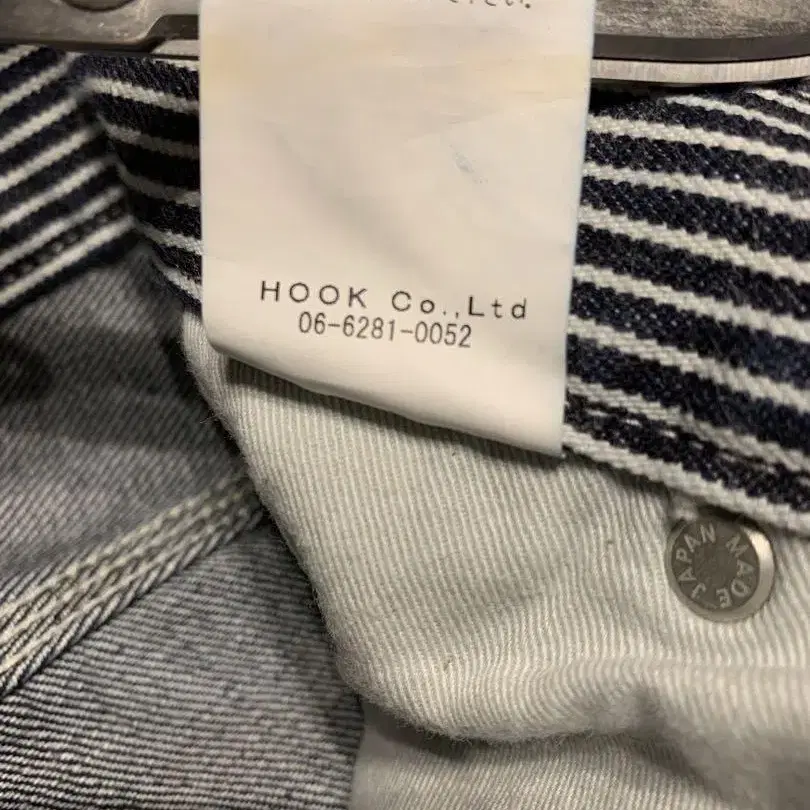 HOOK Co.,Ltd
06-6281-0052
JAPAN MADE